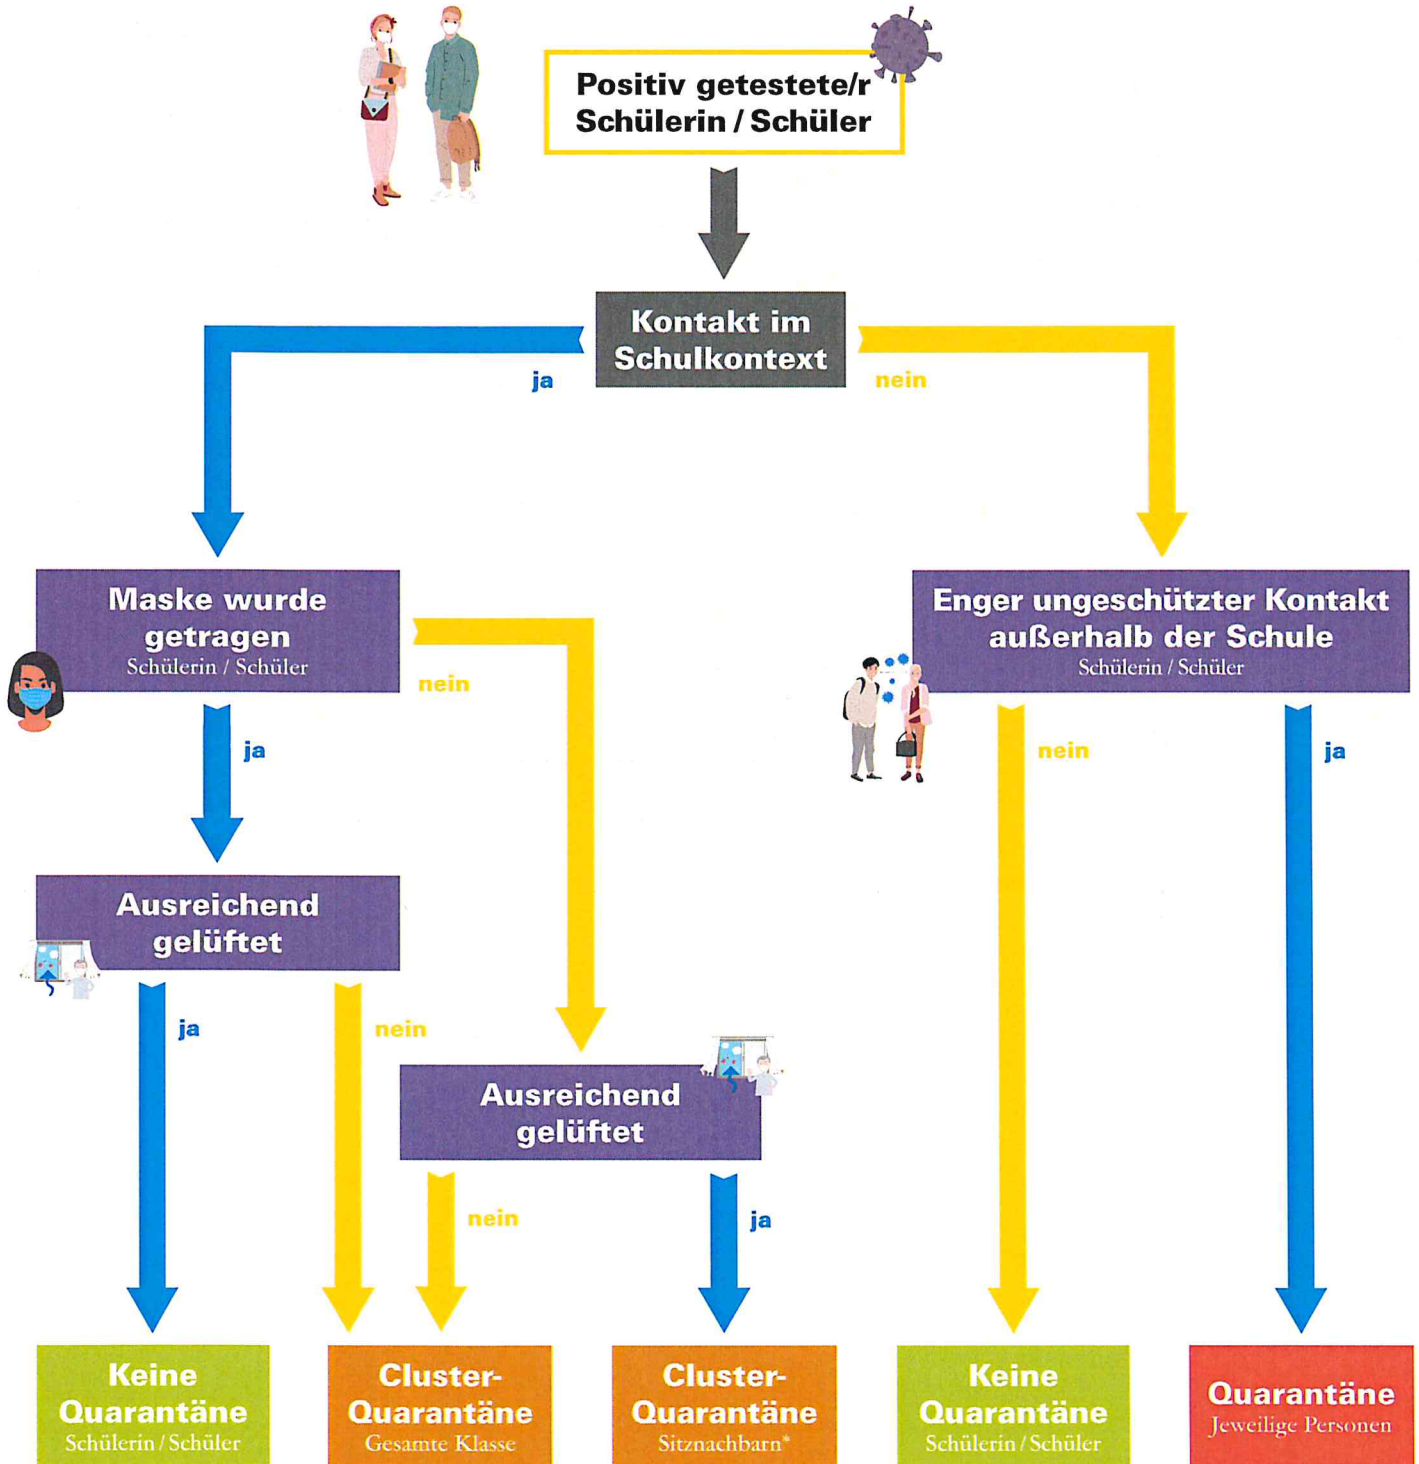 Positiv getestete/r
Schülerin / Schüler
Kontakt im
Schulkontext
ja
nein
Maske wurde
getragen
Schülerin / Schüler
nein
ja
Enger ungeschützter Kontakt
außerhalb der Schule
Schülerin / Schüler
nein
ja
Ausreichend
gelüftet
ja
nein
Ausreichend
gelüftet
nein
ja
Keine
Quarantäne
Schülerin / Schüler
Cluster-
Quarantäne
Gesamte Klasse
Cluster-
Quarantäne
Sitznachbarn*
Keine
Quarantäne
Schülerin / Schüler
Quarantäne
Jeweilige Personen